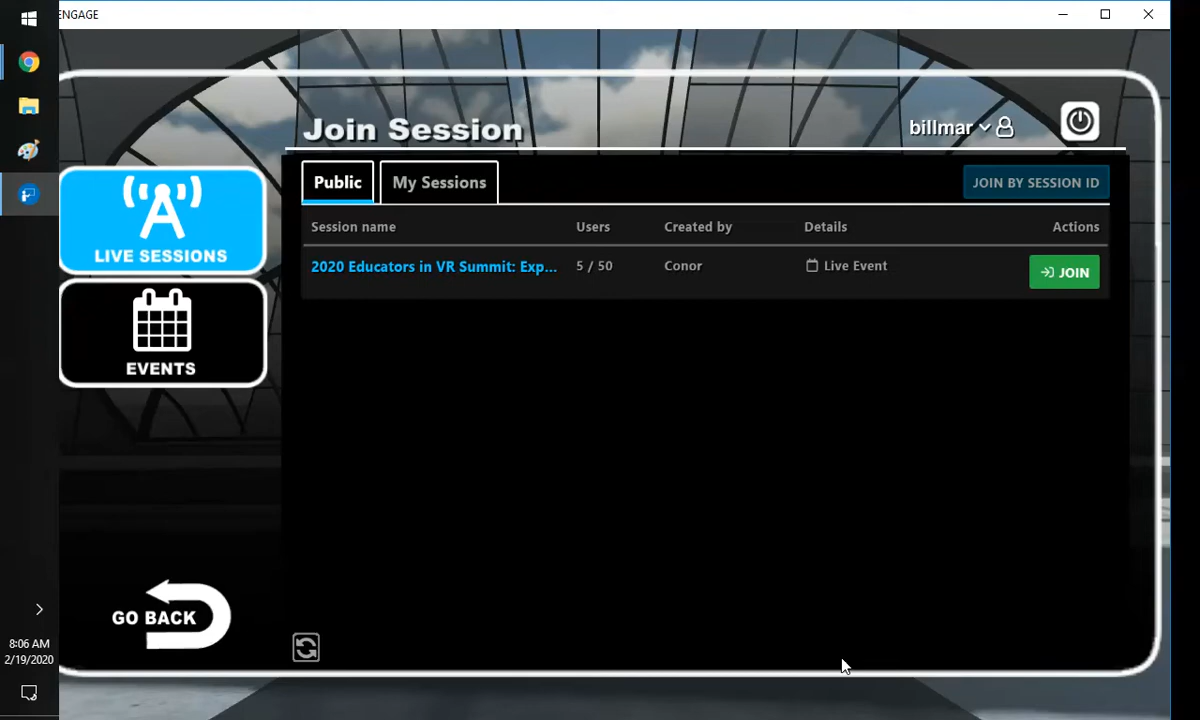 ENGAGE
Join Session
billmar
LIVE SESSIONS
EVENTS
GO BACK
Public
My Sessions
JOIN BY SESSION ID
Session name Users Created by Details Actions
2020 Educators in VR Summit: Exp... 5 / 50 Conor Live Event JOIN
8:06 AM
2/19/2020